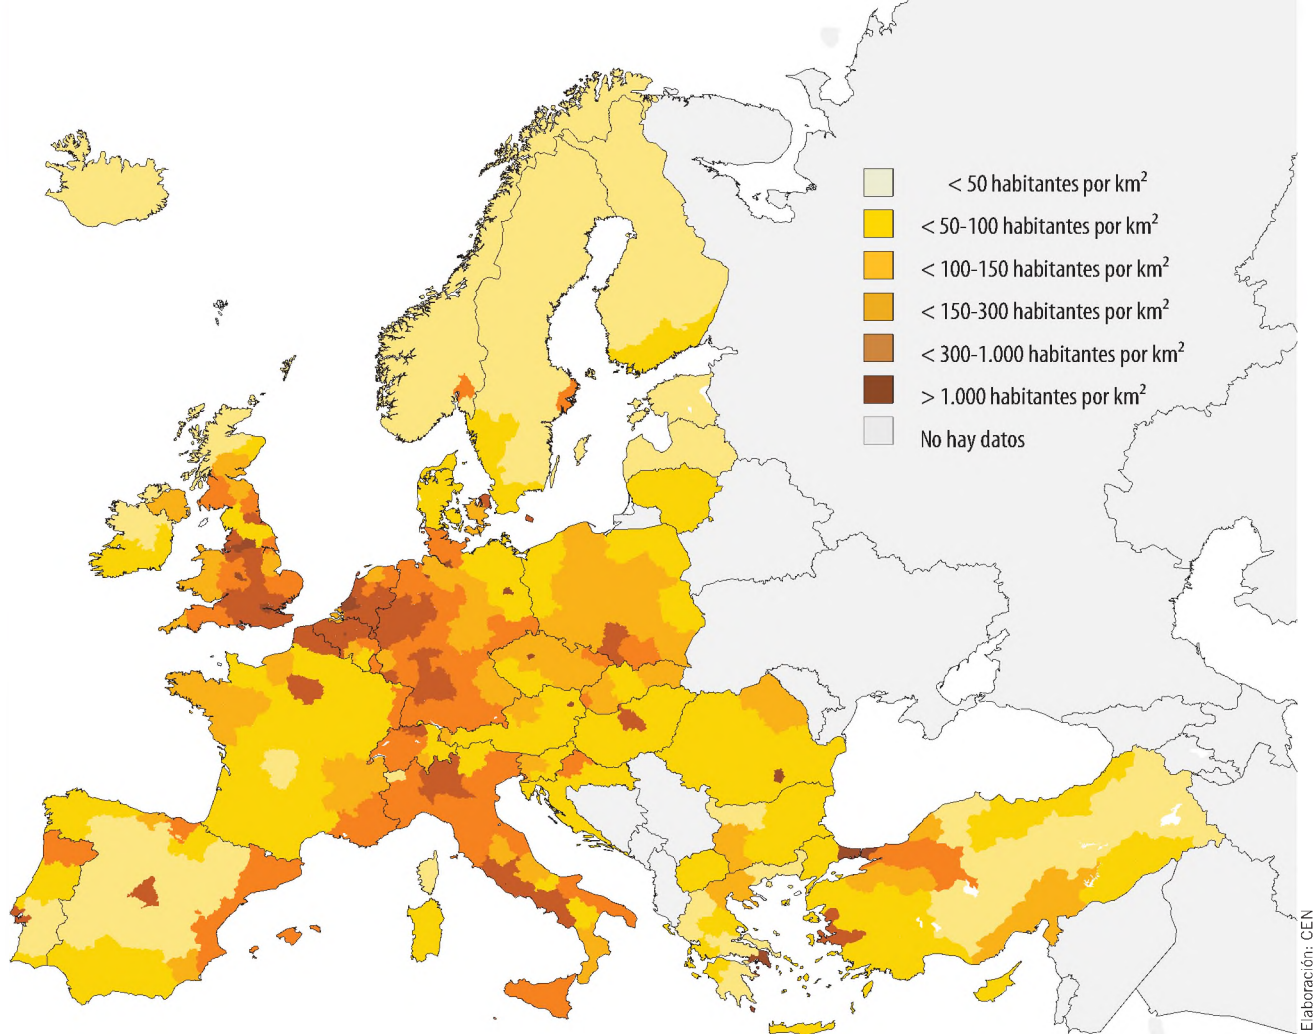 < 50 habitantes por km²
< 50-100 habitantes por km²
< 100-150 habitantes por km²
< 150-300 habitantes por km²
< 300-1.000 habitantes por km²
> 1.000 habitantes por km²
No hay datos
Elaboración: CEN